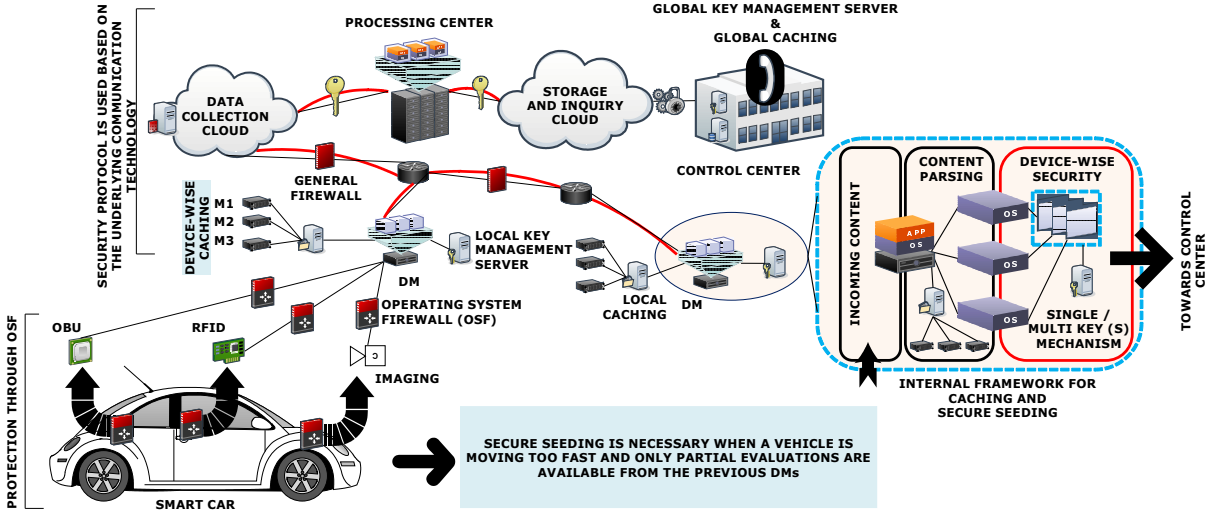 SECURITY PROTOCOL IS USED BASED ON
THE UNDERLYING COMMUNICATION
TECHNOLOGY
PROCESSING CENTER
GLOBAL KEY MANAGEMENT SERVER
&
GLOBAL CACHING
DATA
COLLECTION
CLOUD
STORAGE
AND INQUIRY
CLOUD
CONTROL CENTER
GENERAL
FIREWALL
DEVICE-WISE
CACHING
M1
M2
M3
LOCAL KEY
MANAGEMENT
SERVER
DM
LOCAL
CACHING
DM
INCOMING CONTENT
CONTENT
PARSING
APP
OS
DEVICE-WISE
SECURITY
OS
OS
OS
SINGLE /
MULTI KEY (S)
MECHANISM
TOWARDS CONTROL
CENTER
INTERNAL FRAMEWORK FOR
CACHING AND
SECURE SEEDING
PROTECTION THROUGH OSF
OBU
RFID
OPERATING SYSTEM
FIREWALL (OSF)
C
IMAGING
SMART CAR
SECURE SEEDING IS NECESSARY WHEN A VEHICLE IS
MOVING TOO FAST AND ONLY PARTIAL EVALUATIONS ARE
AVAILABLE FROM THE PREVIOUS DMs